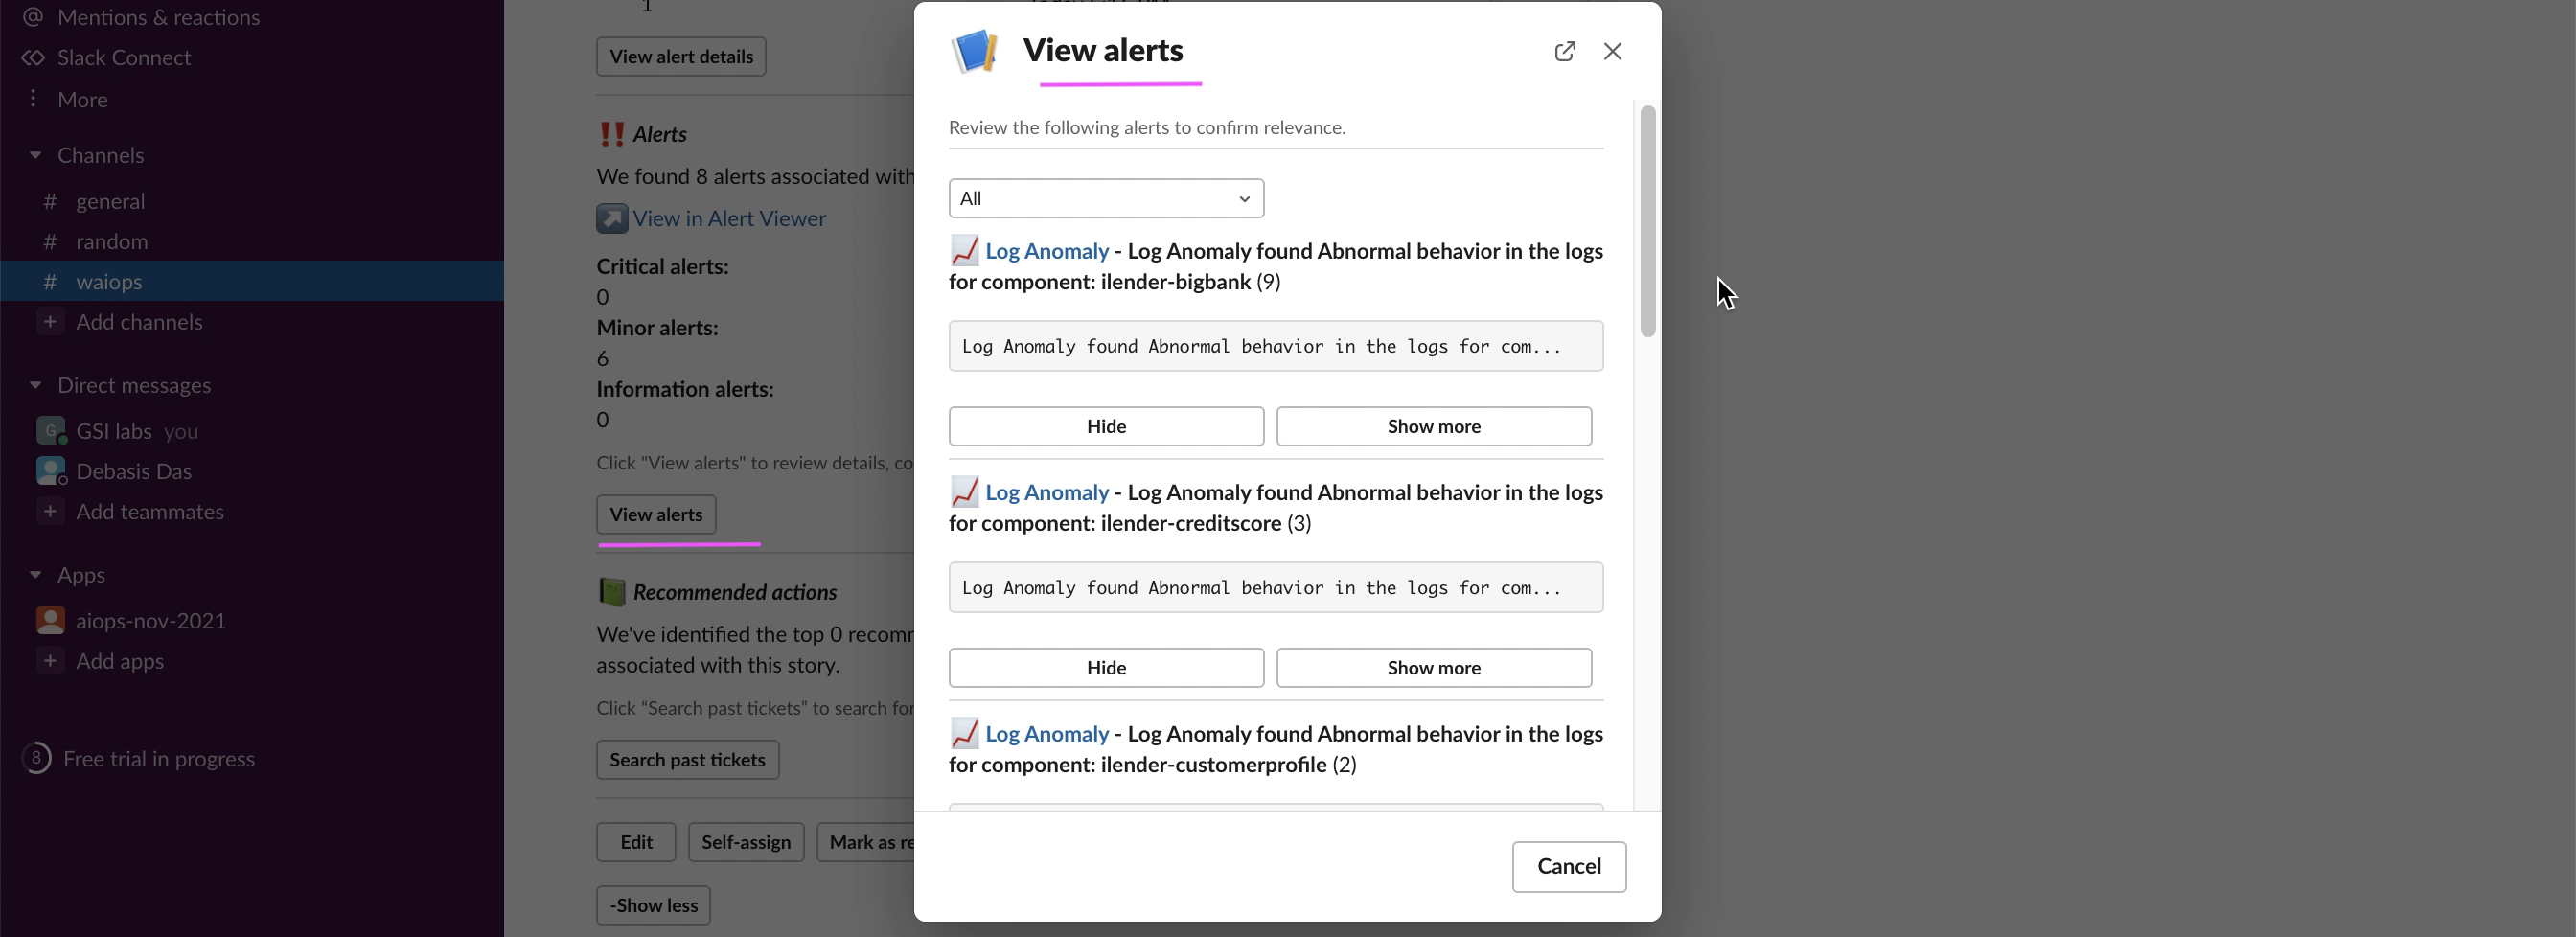 Mentions & reactions
Slack Connect
More
Channels
# general
# random
# waiops
+ Add channels
Direct messages
G GSI labs you
Debasis Das
+ Add teammates
Apps
aiops-nov-2021
+ Add apps
8 Free trial in progress
1
View alert details
‼️ Alerts
We found 8 alerts associated with
View in Alert Viewer
Critical alerts:
0
Minor alerts:
6
Information alerts:
0
Click "View alerts" to review details, co
View alerts
Recommended actions
We've identified the top 0 recomm
associated with this story.
Click “Search past tickets” to search for
Search past tickets
Edit Self-assign Mark as re
-Show less
View alerts
Review the following alerts to confirm relevance.
All
Log Anomaly - Log Anomaly found Abnormal behavior in the logs
for component: ilender-bigbank (9)
Log Anomaly found Abnormal behavior in the logs for com...
Hide Show more
Log Anomaly - Log Anomaly found Abnormal behavior in the logs
for component: ilender-creditscore (3)
Log Anomaly found Abnormal behavior in the logs for com...
Hide Show more
Log Anomaly - Log Anomaly found Abnormal behavior in the logs
for component: ilender-customerprofile (2)
Cancel